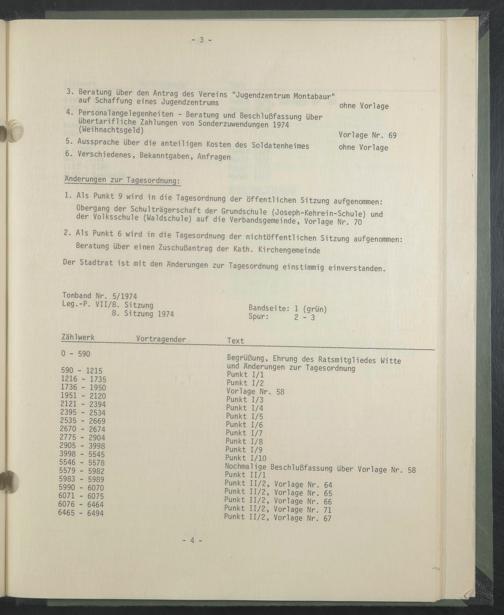 - 3 -
3. Beratung über den Antrag des Vereins "Jugendzentrum Montabaur"
auf Schaffung eines Jugendzentrums ohne Vorlage
4. Personalangelegenheiten - Beratung und Beschlußfassung über
übertarifliche Zahlungen von Sonderzuwendungen 1974
(Weihnachtsgeld) Vorlage Nr. 69
5. Aussprache über die anteiligen Kosten des Soldatenheimes ohne Vorlage
6. Verschiedenes, Bekanntgaben, Anfragen
Änderungen zur Tagesordnung:
1. Als Punkt 9 wird in die Tagesordnung der öffentlichen Sitzung aufgenommen:
Übergang der Schulträgerschaft der Grundschule (Joseph-Kehrein-Schule) und
der Volksschule (Waldschule) auf die Verbandsgemeinde, Vorlage Nr. 70
2. Als Punkt 6 wird in die Tagesordnung der nichtöffentlichen Sitzung aufgenommen:
Beratung über einen Zuschußantrag der Kath. Kirchengemeinde
Der Stadtrat ist mit den Änderungen zur Tagesordnung einstimmig einverstanden.
Tonband Nr. 5/1974
Leg.-P. VII/8. Sitzung Bandseite: 1 (grün)
8. Sitzung 1974 Spur: 2 - 3
Zählwerk Vortragender Text
0 - 590 Begrüßung, Ehrung des Ratsmitgliedes Witte
und Änderungen zur Tagesordnung
590 - 1215 Punkt I/1
1216 - 1735 Punkt I/2
1736 - 1950 Vorlage Nr. 58
1951 - 2120 Punkt I/3
2121 - 2394 Punkt I/4
2395 - 2534 Punkt I/5
2535 - 2669 Punkt I/6
2670 - 2674 Punkt I/7
2775 - 2904 Punkt I/8
2905 - 3998 Punkt I/9
3998 - 5545 Punkt I/10
5546 - 5578 Nochmalige Beschlußfassung über Vorlage Nr. 58
5579 - 5982 Punkt II/1
5983 - 5989 Punkt II/2, Vorlage Nr. 64
5990 - 6070 Punkt II/2, Vorlage Nr. 65
6071 - 6075 Punkt II/2, Vorlage Nr. 66
6076 - 6464 Punkt II/2, Vorlage Nr. 71
6465 - 6494 Punkt II/2, Vorlage Nr. 67
- 4 -